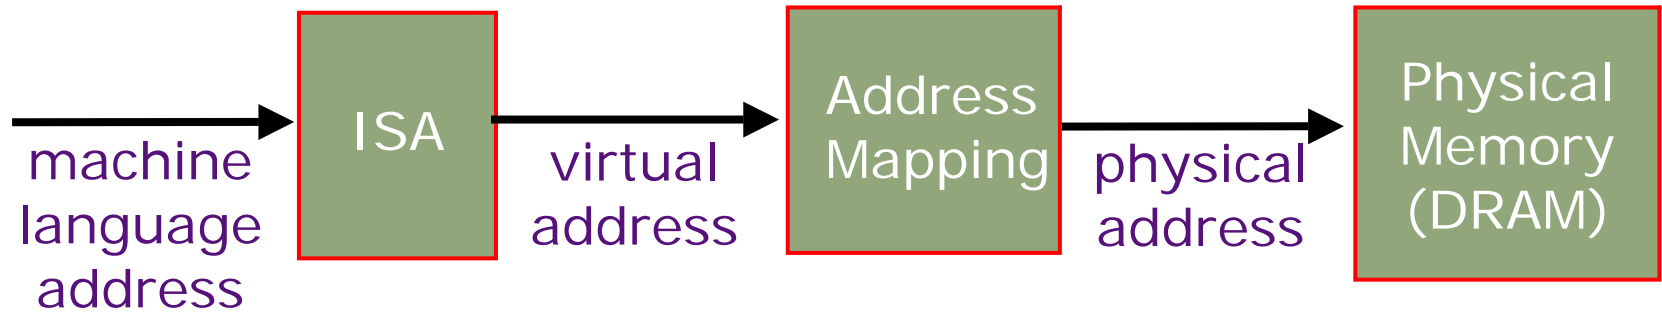 machine
language
address
ISA
virtual
address
Address
Mapping
physical
address
Physical
Memory
(DRAM)